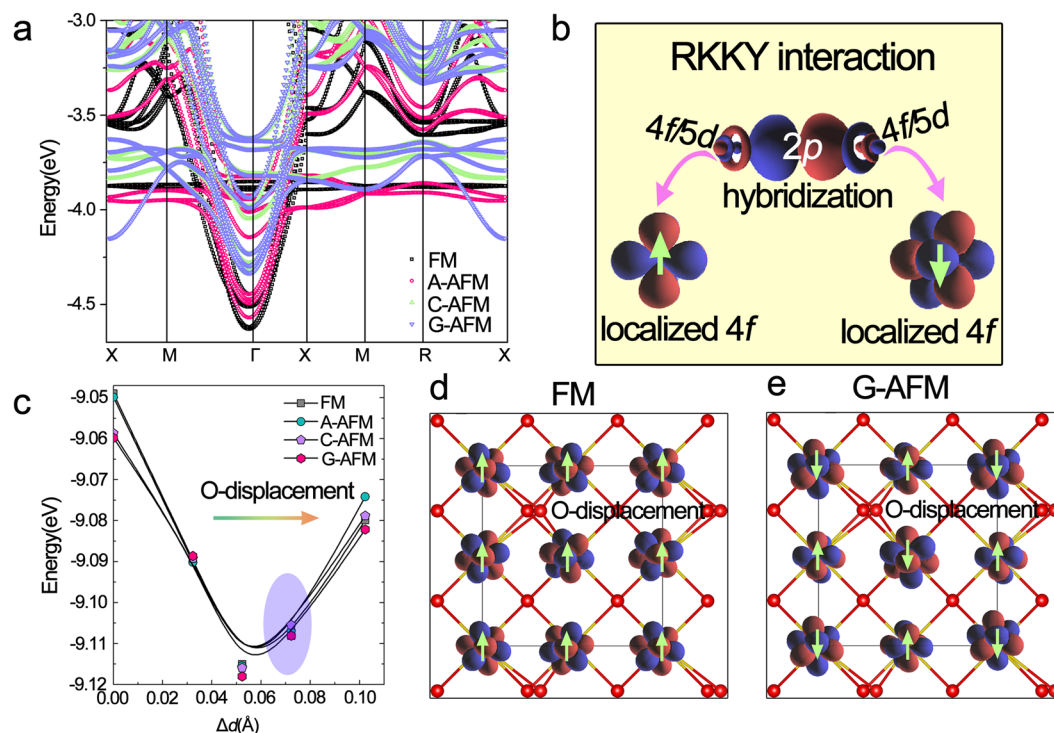 a
-3.0
-3.5
-4.0
-4.5
Energy(eV)
FM
A-AFM
C-AFM
G-AFM
X M Γ X M R X
b
RKKY interaction
4f/5d 2p 4f/5d
hybridization
localized 4f localized 4f
c
-9.05
-9.06
-9.07
-9.08
-9.09
-9.10
-9.11
-9.12
Energy(eV)
FM
A-AFM
C-AFM
G-AFM
O-displacement
0.00 0.02 0.04 0.06 0.08 0.10
Δd(Å)
d FM
O-displacement
e G-AFM
O-displacement